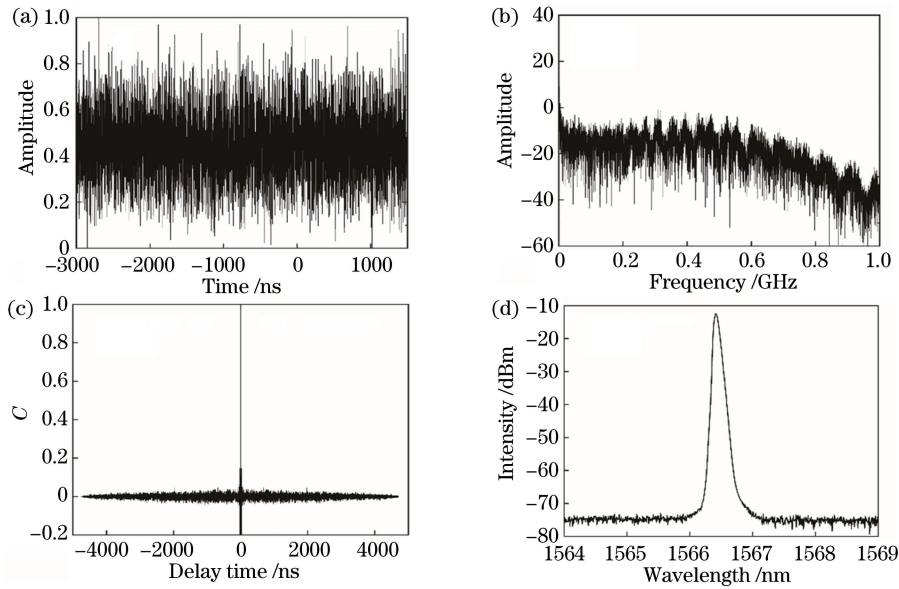 (a)
1.0
0.8
0.6
0.4
0.2
0
Amplitude
−3000 −2000 −1000 0 1000
Time /ns
(b)
40
20
0
−20
−40
−60
Amplitude
0 0.2 0.4 0.6 0.8 1.0
Frequency /GHz
(c)
1.0
0.8
0.6
0.4
0.2
0
−0.2
C
−4000 −2000 0 2000 4000
Delay time /ns
(d)
−10
−20
−30
−40
−50
−60
−70
−80
Intensity /dBm
1564 1565 1566 1567 1568 1569
Wavelength /nm